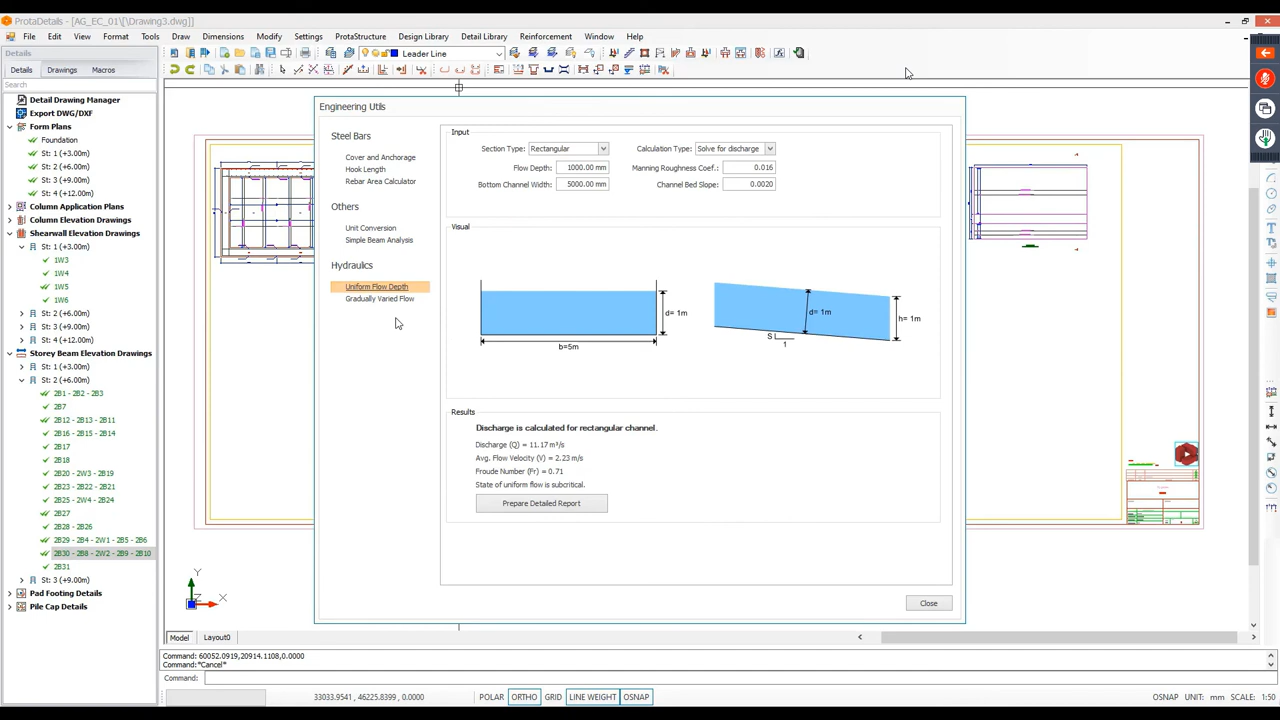 ProtaDetails - [AG_EC_01\[\Drawing3.dwg]
File Edit View Format Tools Draw Dimensions Modify Settings ProtaStructure Design Library Detail Library Reinforcement Window Help
Details
Leader Line
Details Drawings Macros
Search
Detail Drawing Manager
Export DWG/DXF
Form Plans
Foundation
St: 1 (+3.00m)
St: 2 (+6.00m)
St: 3 (+9.00m)
St: 4 (+12.00m)
Column Application Plans
Column Elevation Drawings
Shearwall Elevation Drawings
St: 1 (+3.00m)
1W3
1W4
1W5
1W6
St: 2 (+6.00m)
St: 3 (+9.00m)
St: 4 (+12.00m)
Storey Beam Elevation Drawings
St: 1 (+3.00m)
St: 2 (+6.00m)
2B1 - 2B2 - 2B3
2B7
2B12 - 2B13 - 2B11
2B16 - 2B15 - 2B14
2B17
2B18
2B20 - 2W3 - 2B19
2B23 - 2B22 - 2B21
2B25 - 2W4 - 2B24
2B27
2B28 - 2B26
2B29 - 2B4 - 2W1 - 2B5 - 2B6
2B30 - 2B8 - 2W2 - 2B9 - 2B10
2B31
St: 3 (+9.00m)
Pad Footing Details
Pile Cap Details
Engineering Utils
Steel Bars
Cover and Anchorage
Hook Length
Rebar Area Calculator
Others
Unit Conversion
Simple Beam Analysis
Hydraulics
Uniform Flow Depth
Gradually Varied Flow
Input
Section Type: Rectangular Calculation Type: Solve for discharge
Flow Depth: 1000.00 mm Manning Roughness Coef.: 0.016
Bottom Channel Width: 5000.00 mm Channel Bed Slope: 0.0020
Visual
d= 1m
b=5m
d= 1m
h= 1m
S
1
Results
Discharge is calculated for rectangular channel.
Discharge (Q) = 11.17 m³/s
Avg. Flow Velocity (V) = 2.23 m/s
Froude Number (Fr) = 0.71
State of uniform flow is subcritical.
Prepare Detailed Report
Close
Y
Z
X
Model Layout0
Command: 60052.0919,20914.1108,0.0000
Command: *Cancel*
Command:
33033.9541 , 46225.8399 , 0.0000 POLAR ORTHO GRID LINE WEIGHT OSNAP OSNAP UNIT: mm SCALE: 1:50